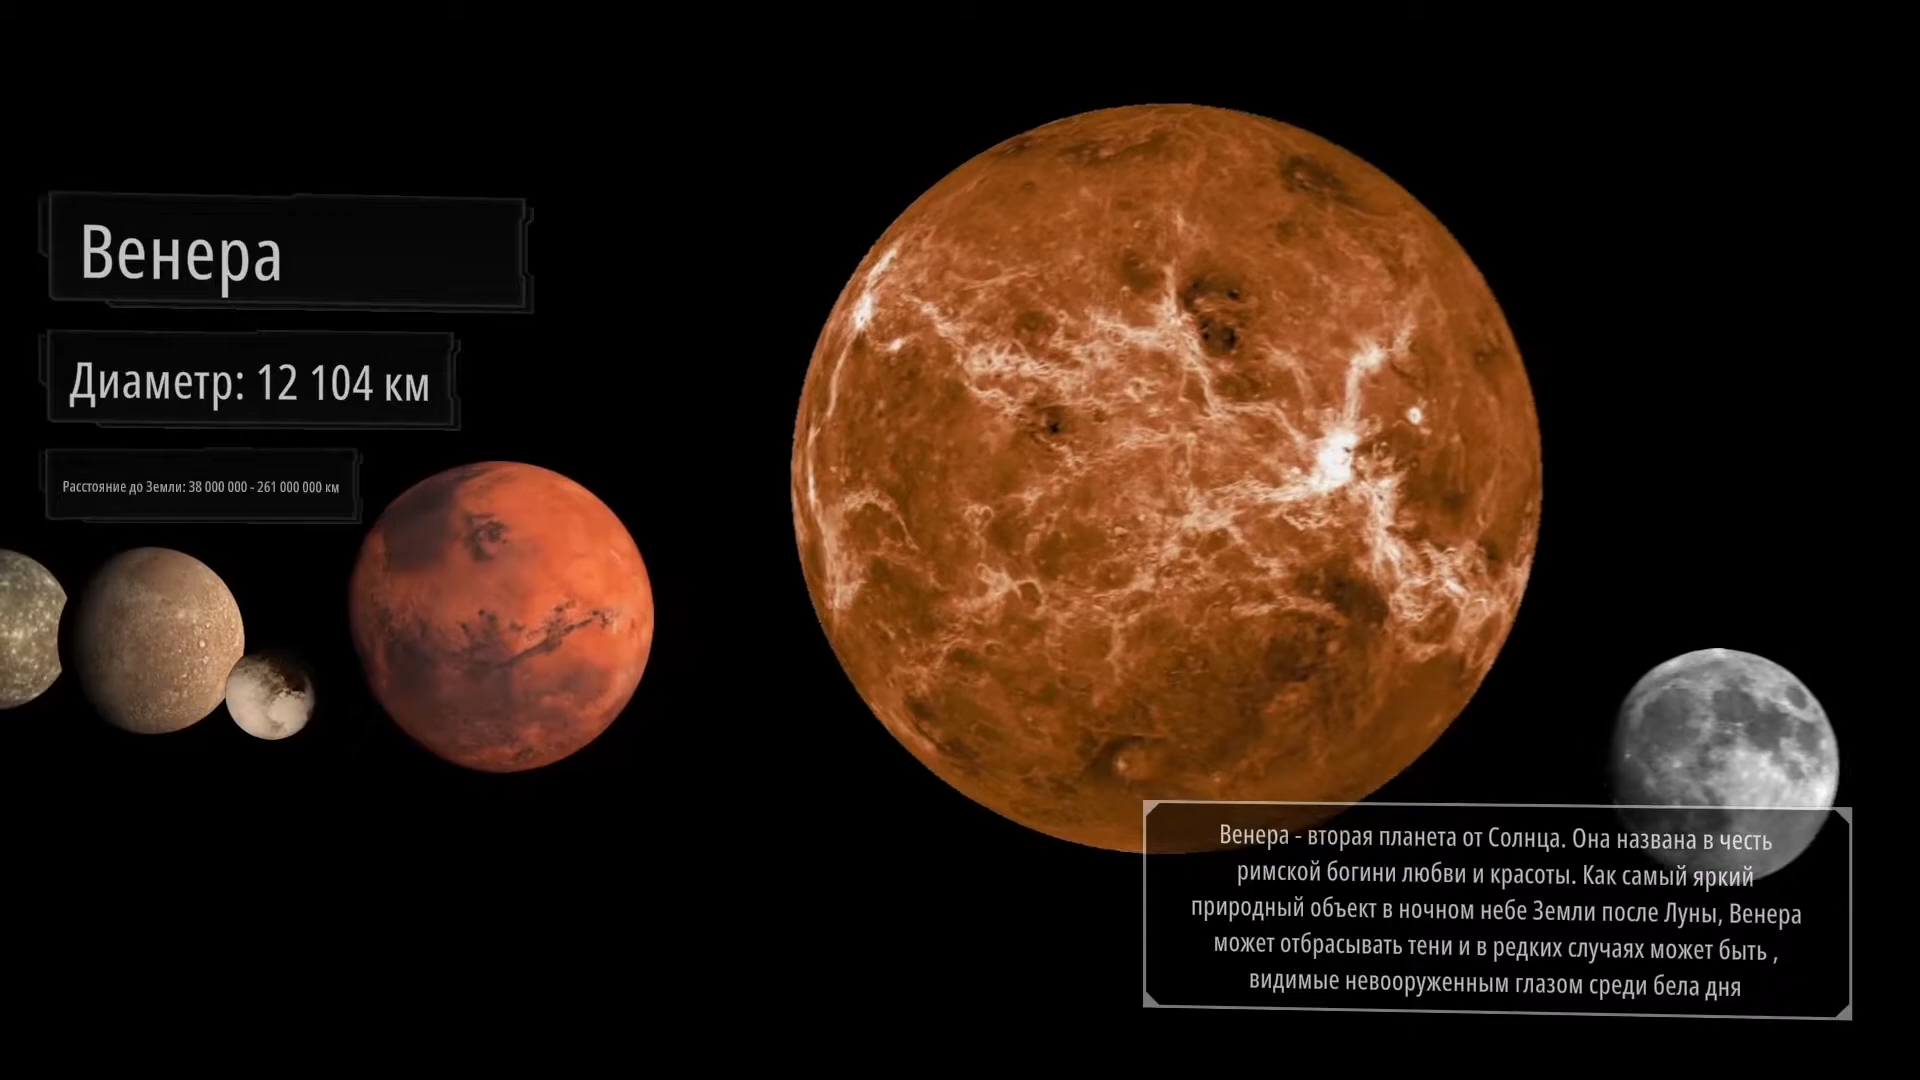 Венера
Диаметр: 12 104 км
Расстояние до Земли: 38 000 000 - 261 000 000 км
Венера - вторая планета от Солнца. Она названа в честь
римской богини любви и красоты. Как самый яркий
природный объект в ночном небе Земли после Луны, Венера
может отбрасывать тени и в редких случаях может быть ,
видимые невооруженным глазом среди бела дня